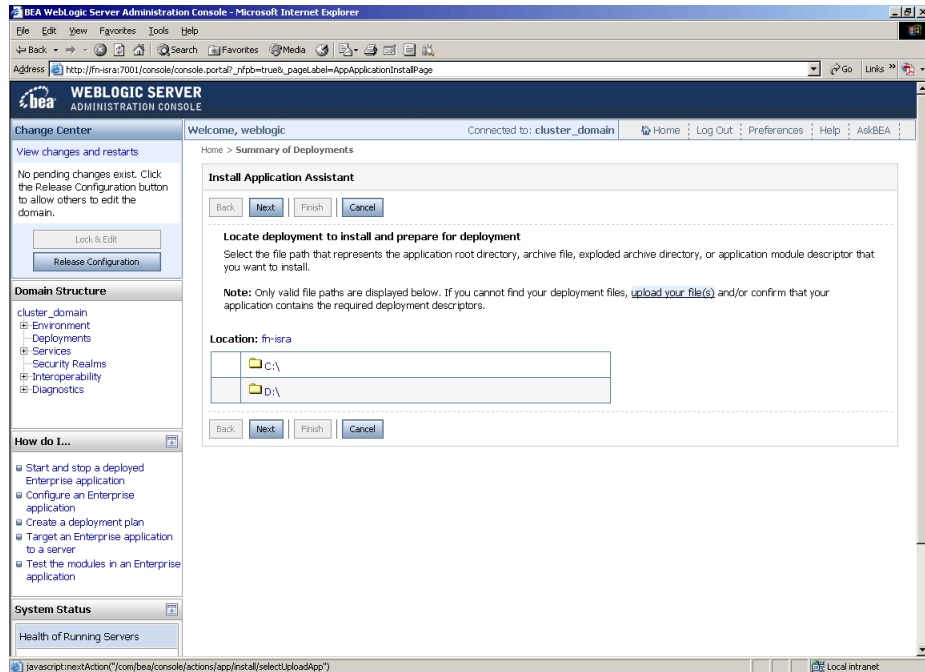 BEA WebLogic Server Administration Console - Microsoft Internet Explorer
File Edit View Favorites Tools Help
Back Search Favorites Media
Address http://fn-isra:7001/console/console.portal?_nfpb=true&_pageLabel=AppApplicationInstallPage Go Links »
bea WEBLOGIC SERVER
ADMINISTRATION CONSOLE
Change Center
View changes and restarts
No pending changes exist. Click
the Release Configuration button
to allow others to edit the
domain.
Lock & Edit
Release Configuration
Domain Structure
cluster_domain
Environment
Deployments
Services
Security Realms
Interoperability
Diagnostics
How do I...
Start and stop a deployed
Enterprise application
Configure an Enterprise
application
Create a deployment plan
Target an Enterprise application
to a server
Test the modules in an Enterprise
application
System Status
Health of Running Servers
Welcome, weblogic Connected to: cluster_domain Home Log Out Preferences Help AskBEA
Home > Summary of Deployments
Install Application Assistant
Back Next Finish Cancel
Locate deployment to install and prepare for deployment
Select the file path that represents the application root directory, archive file, exploded archive directory, or application module descriptor that
you want to install.
Note: Only valid file paths are displayed below. If you cannot find your deployment files, upload your file(s) and/or confirm that your
application contains the required deployment descriptors.
Location: fn-isra
C:\
D:\
Back Next Finish Cancel
javascript:nextAction("/com/bea/console/actions/app/install/selectUploadApp") Local intranet